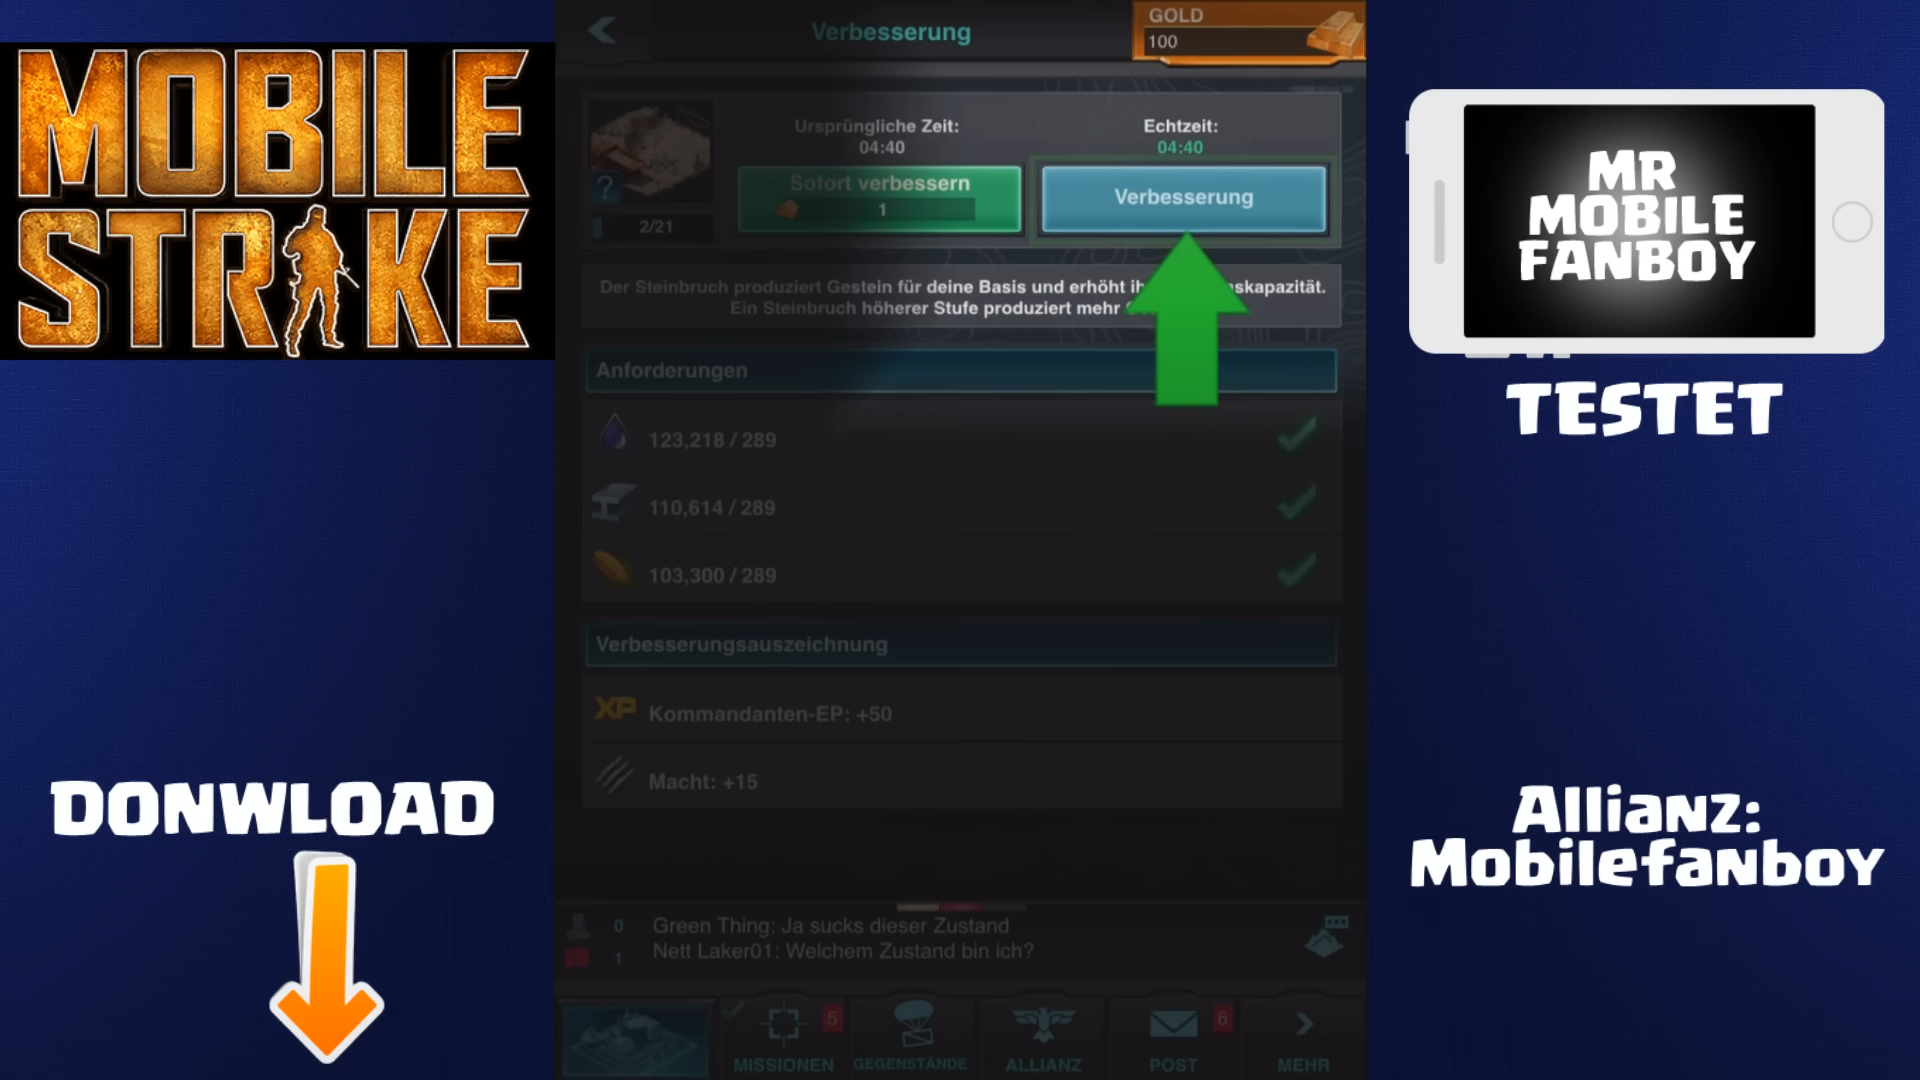 MOBILE
STRIKE
DONWLOAD
Verbesserung
GOLD
100
Ursprüngliche Zeit:
04:40
Echtzeit:
04:40
Sofort verbessern
1
Verbesserung
?
2/21
Der Steinbruch produziert Gestein für deine Basis und erhöht ih skapazität.
Ein Steinbruch höherer Stufe produziert mehr
Anforderungen
123,218 / 289
110,614 / 289
103,300 / 289
Verbesserungsauszeichnung
XP Kommandanten-EP: +50
Macht: +15
0 Green Thing: Ja sucks dieser Zustand
1 Nett Laker01: Welchem Zustand bin ich?
5
6
MISSIONEN GEGENSTÄNDE ALLIANZ POST MEHR
MR
MOBILE
FANBOY
TESTET
Allianz:
Mobilefanboy